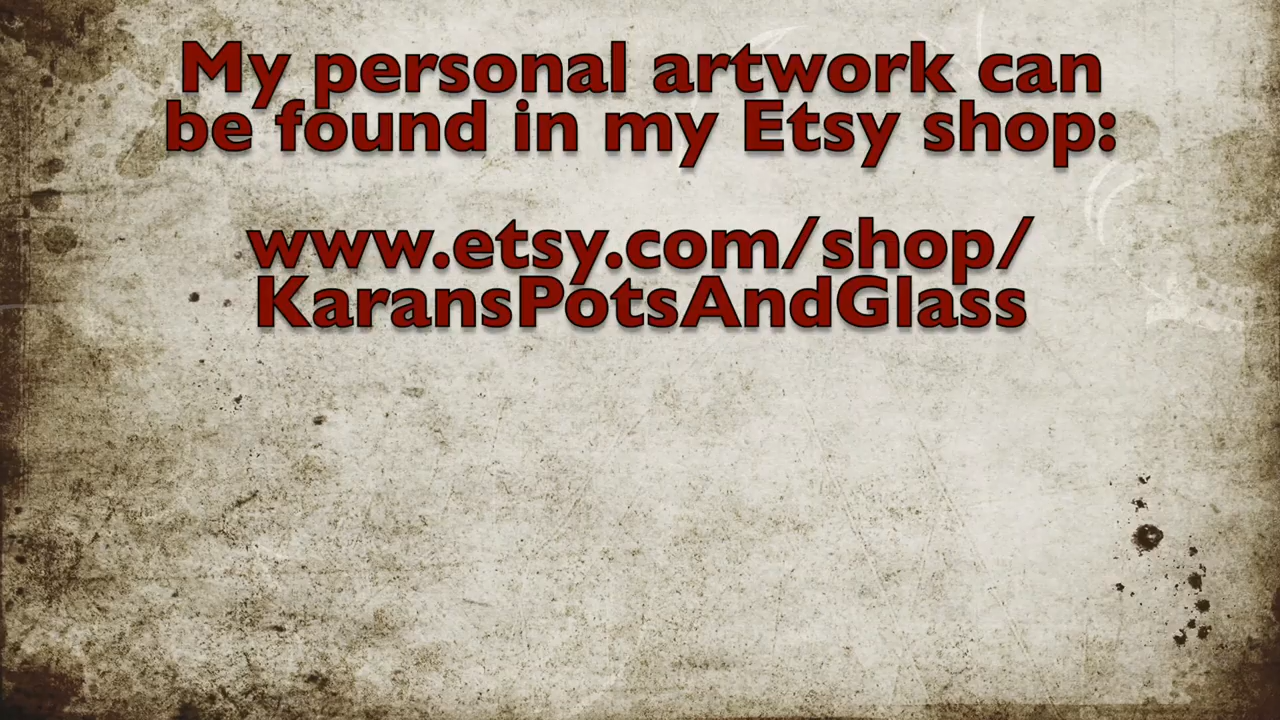 My personal artwork can
be found in my Etsy shop:
www.etsy.com/shop/
KaransPotsAndGlass